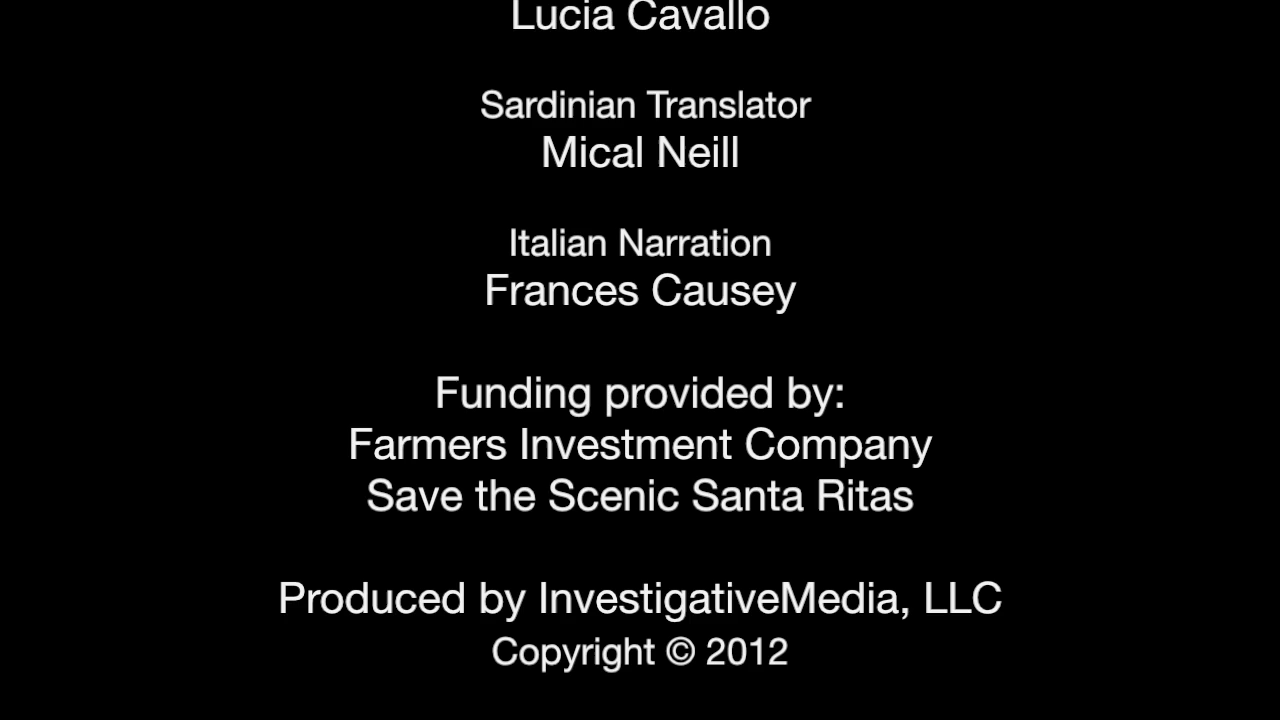 Lucia Cavallo
Sardinian Translator
Mical Neill
Italian Narration
Frances Causey
Funding provided by:
Farmers Investment Company
Save the Scenic Santa Ritas
Produced by InvestigativeMedia, LLC
Copyright © 2012